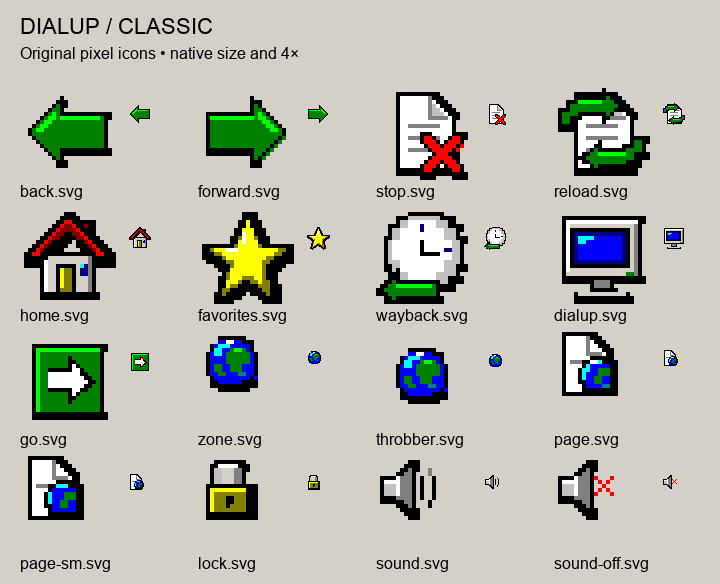 DIALUP / CLASSIC
Original pixel icons • native size and 4×
back.svg
forward.svg
stop.svg
reload.svg
home.svg
favorites.svg
wayback.svg
dialup.svg
go.svg
zone.svg
throbber.svg
page.svg
page-sm.svg
lock.svg
sound.svg
sound-off.svg